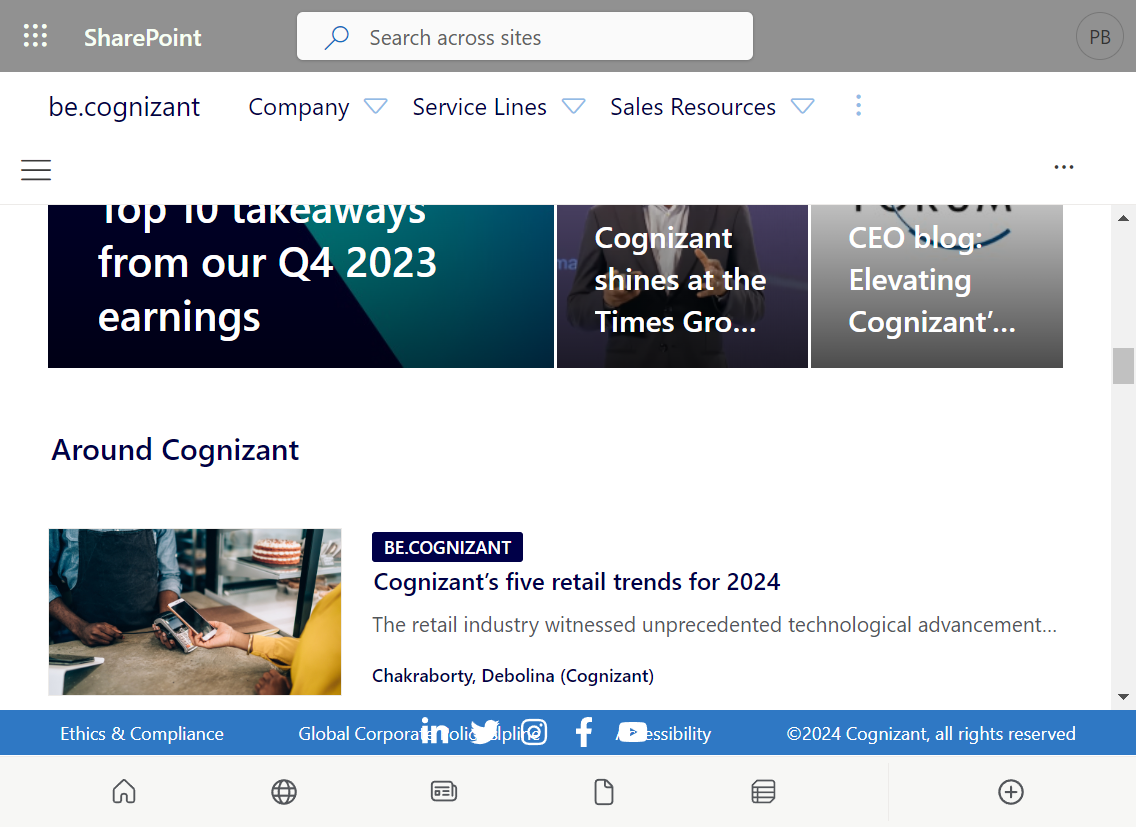 SharePoint
Search across sites
PB
be.cognizant
Company
Service Lines
Sales Resources
Top 10 takeaways
from our Q4 2023
earnings
ma
Cognizant
shines at the
Times Gro...
FORUM
CEO blog:
Elevating
Cognizant’...
Around Cognizant
BE.COGNIZANT
Cognizant’s five retail trends for 2024
The retail industry witnessed unprecedented technological advancement...
Chakraborty, Debolina (Cognizant)
Ethics & Compliance
Global Corporate
©2024 Cognizant, all rights reserved